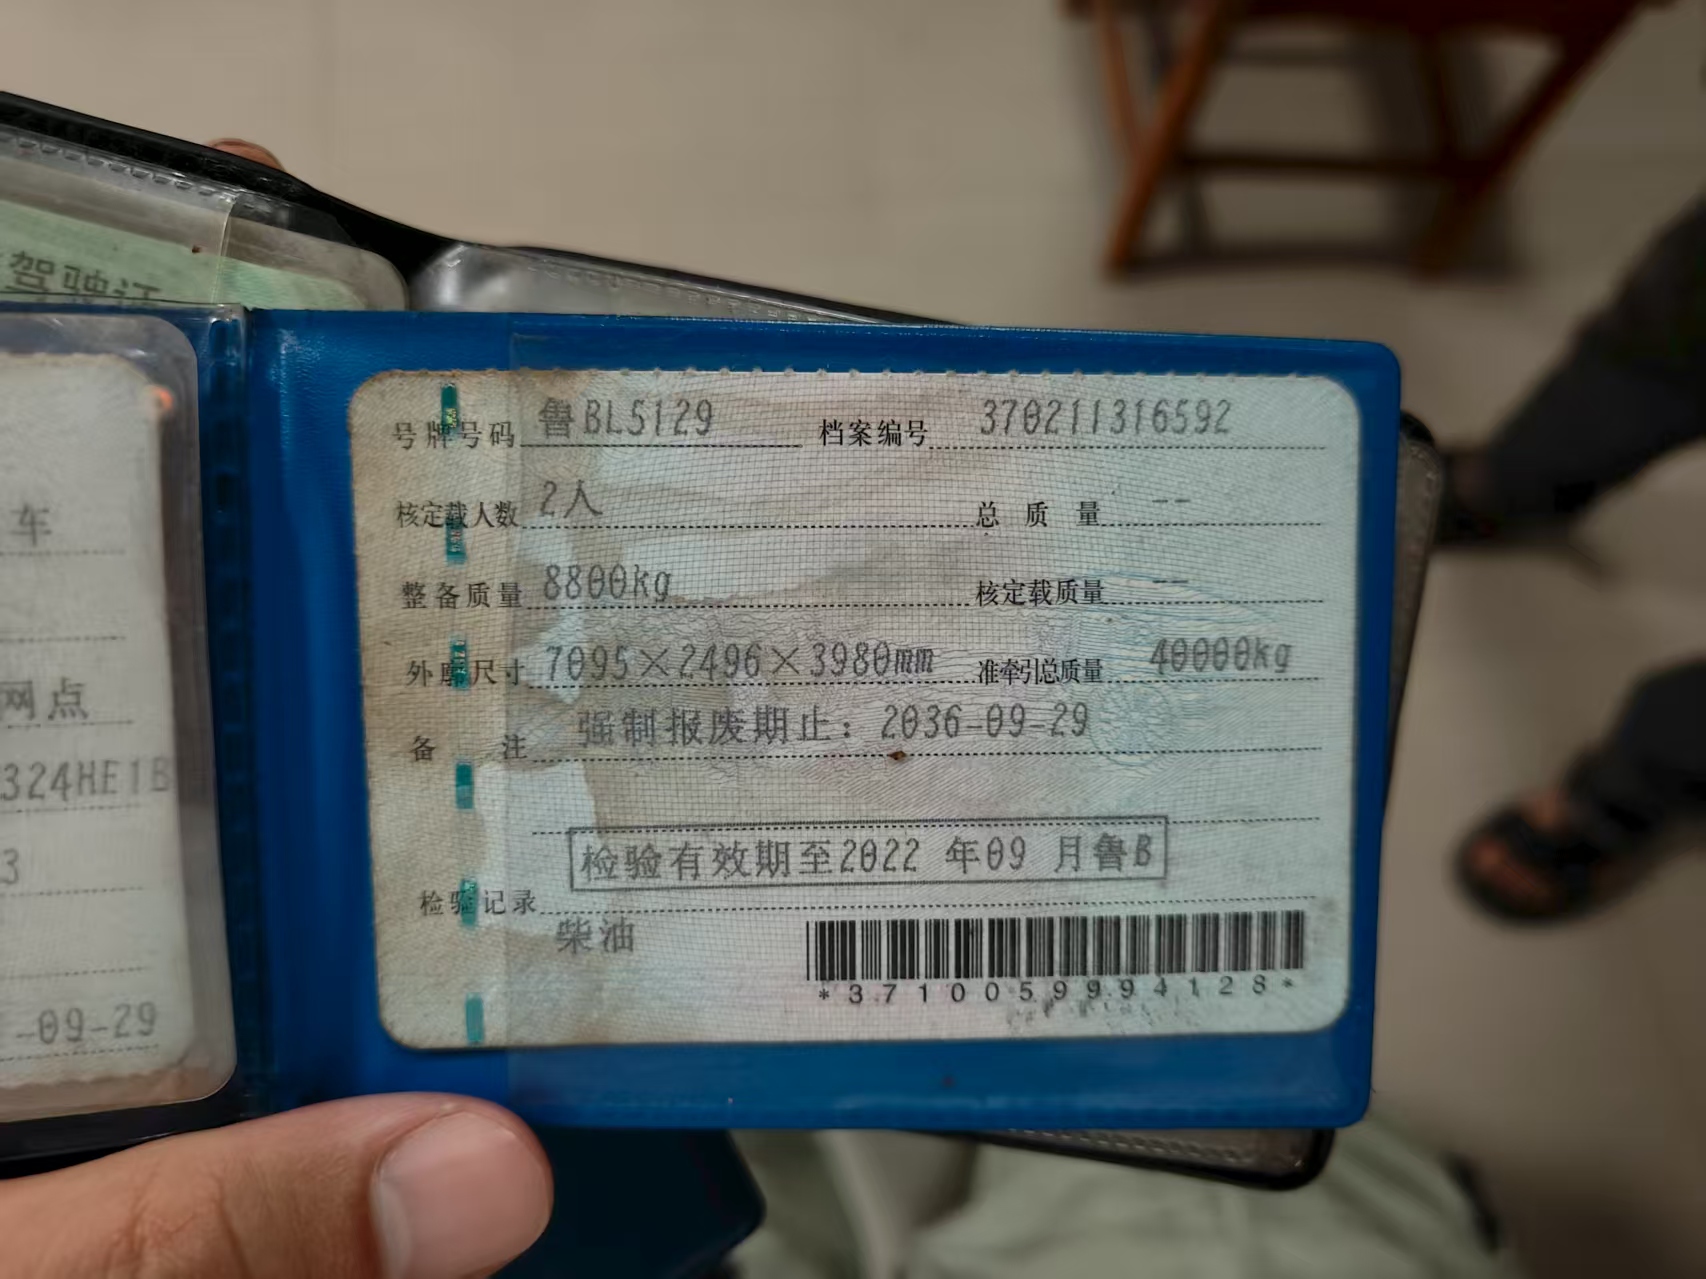 驾驶证
车
网点
324HE1B
3
-09-29
号牌号码 鲁BL5129 档案编号 370211316592
核定载人数 2人 总质量 --
整备质量 8800kg 核定载质量 --
外廓尺寸 7095×2496×3980mm 准牵引总质量 40000kg
备注 强制报废期止：2036-09-29
检验有效期至2022 年09 月鲁B
检验记录
柴油
*3710059994128*